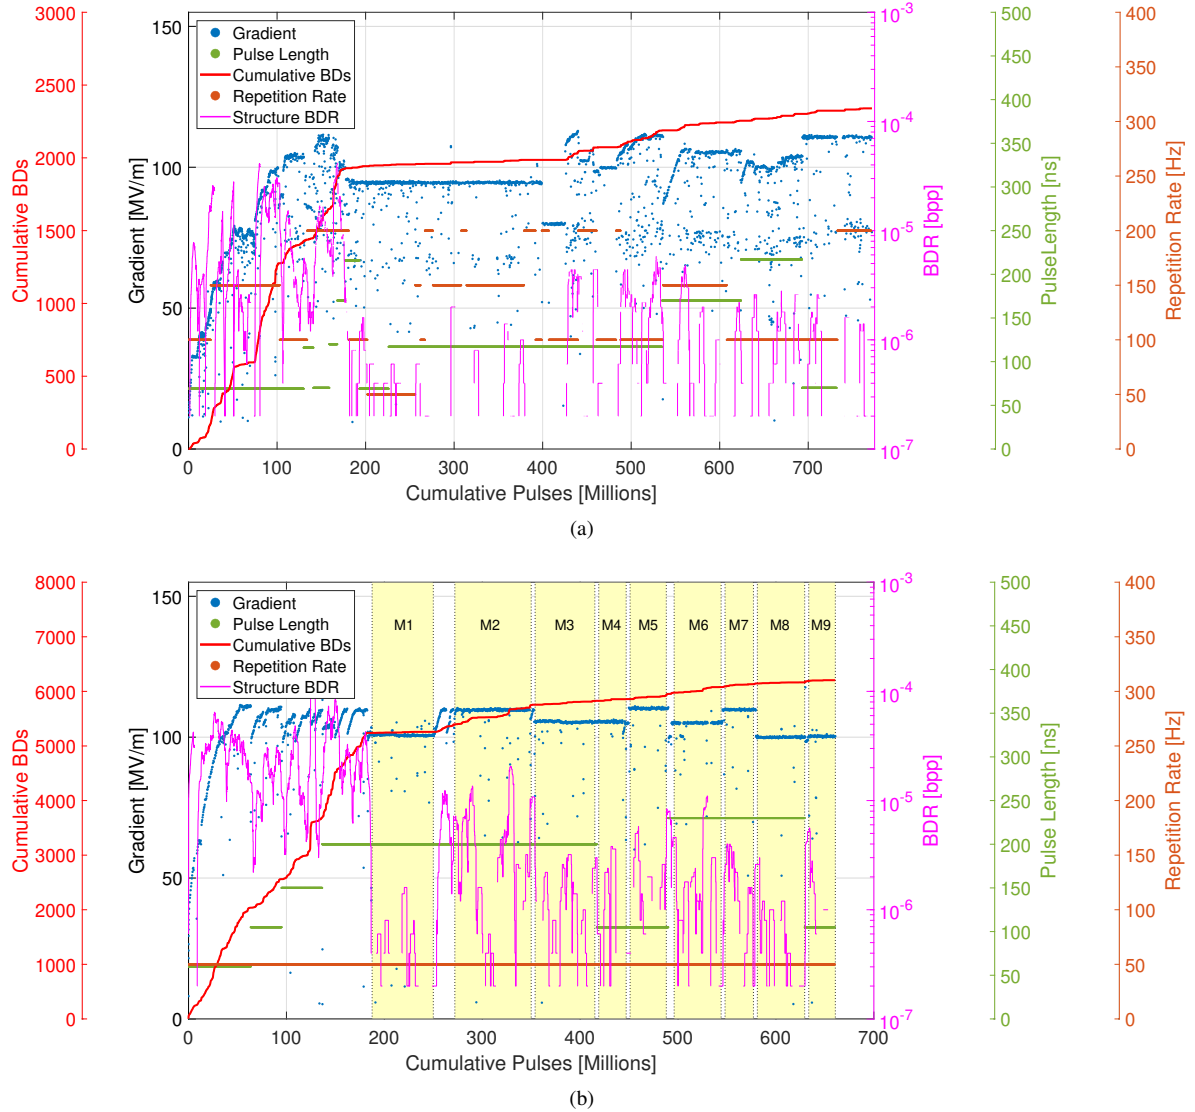 3000
2500
2000
1500
1000
500
0
Cumulative BDs
150
100
50
0
Gradient [MV/m]
Gradient
Pulse Length
Cumulative BDs
Repetition Rate
Structure BDR
0 100 200 300 400 500 600 700
Cumulative Pulses [Millions]
10^-3
10^-4
10^-5
10^-6
10^-7
BDR [bpp]
500
450
400
350
300
250
200
150
100
50
0
PulseLength [ns]
400
350
300
250
200
150
100
50
0
Repetition Rate [Hz]
(a)
8000
7000
6000
5000
4000
3000
2000
1000
0
Cumulative BDs
150
100
50
0
Gradient [MV/m]
Gradient
Pulse Length
Cumulative BDs
Repetition Rate
Structure BDR
M1 M2 M3 M4 M5 M6 M7 M8 M9
0 100 200 300 400 500 600 700
Cumulative Pulses [Millions]
10^-3
10^-4
10^-5
10^-6
10^-7
BDR [bpp]
500
450
400
350
300
250
200
150
100
50
0
Pulse Length [ns]
400
350
300
250
200
150
100
50
0
Repetition Rate [Hz]
(b)